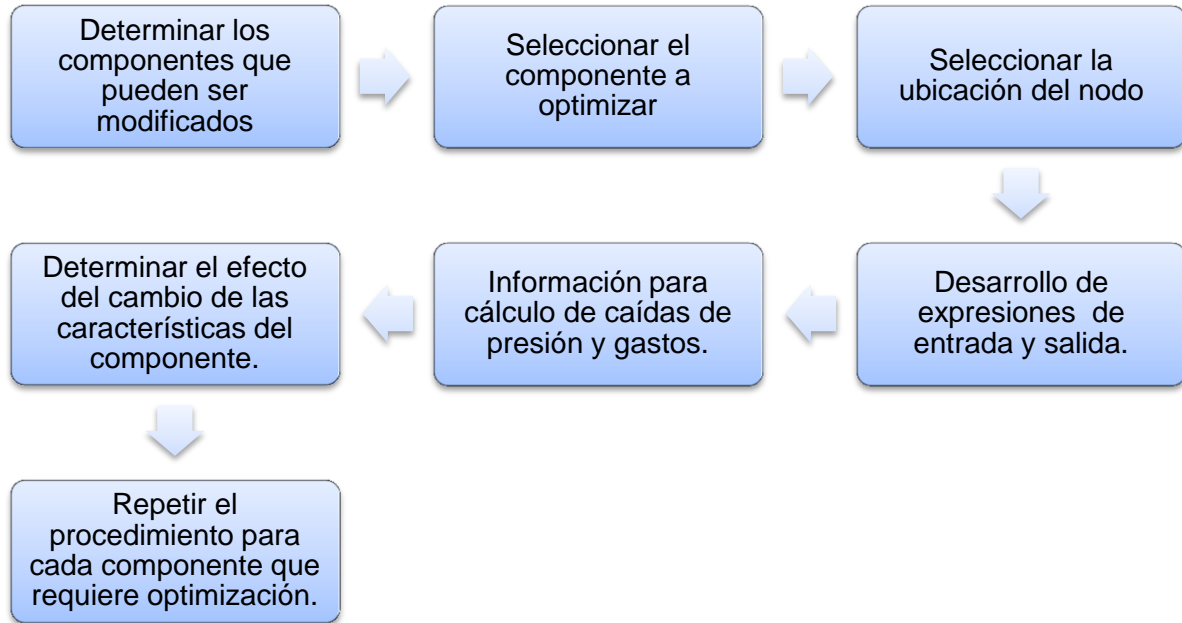 Determinar los
componentes que
pueden ser
modificados
Seleccionar el
componente a
optimizar
Seleccionar la
ubicación del nodo
Desarrollo de
expresiones de
entrada y salida.
Información para
cálculo de caídas de
presión y gastos.
Determinar el efecto
del cambio de las
características del
componente.
Repetir el
procedimiento para
cada componente que
requiere optimización.